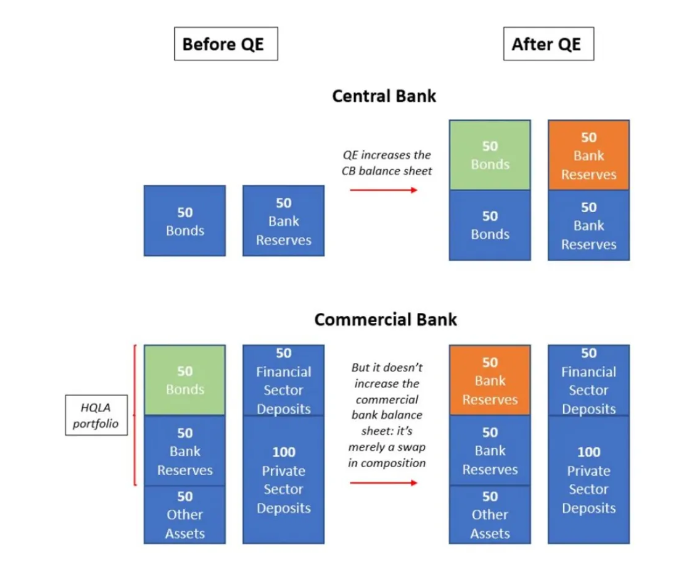 Before QE
After QE
Central Bank
QE increases the
CB balance sheet
50
Bonds
50
Bank
Reserves
50
Bonds
50
Bank
Reserves
50
Bonds
50
Bank
Reserves
Commercial Bank
HQLA
portfolio
50
Bonds
50
Bank
Reserves
50
Other
Assets
50
Financial
Sector
Deposits
100
Private
Sector
Deposits
But it doesn't
increase the
commercial
bank balance
sheet: it's
merely a swap
in composition
50
Bank
Reserves
50
Bank
Reserves
50
Other
Assets
50
Financial
Sector
Deposits
100
Private
Sector
Deposits